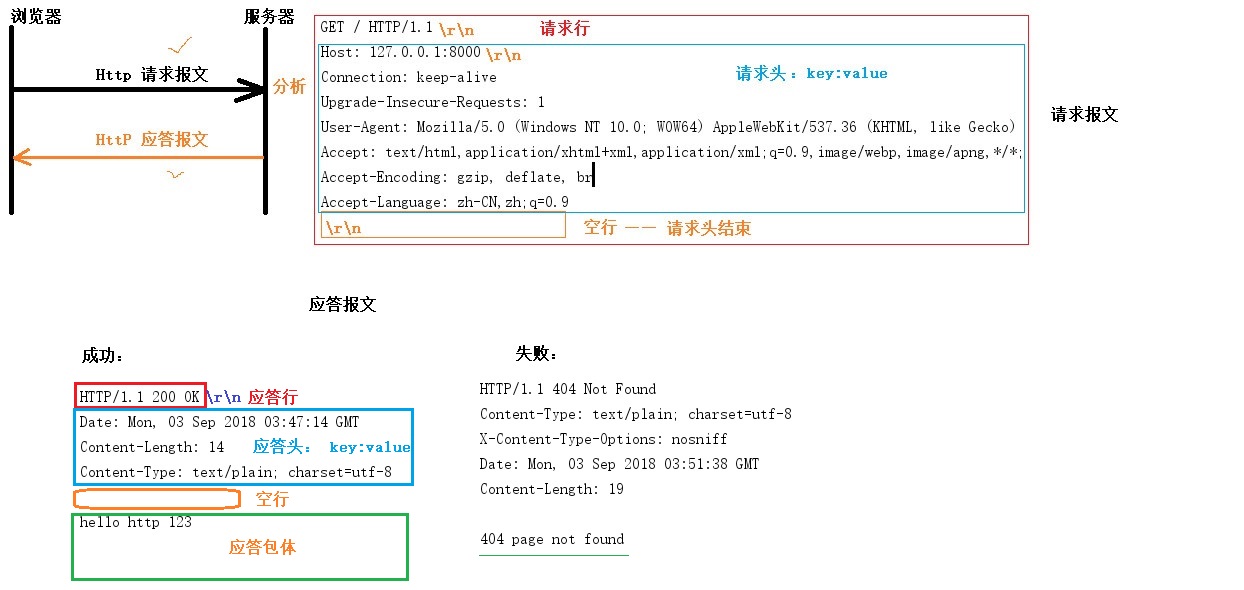 浏览器
服务器
Http 请求报文
分析
HttP 应答报文
GET / HTTP/1.1 \r\n 请求行
Host: 127.0.0.1:8000 \r\n
请求头：key:value
Connection: keep-alive
Upgrade-Insecure-Requests: 1
User-Agent: Mozilla/5.0 (Windows NT 10.0; WOW64) AppleWebKit/537.36 (KHTML, like Gecko)
Accept: text/html,application/xhtml+xml,application/xml;q=0.9,image/webp,image/apng,*/*;
Accept-Encoding: gzip, deflate, br
Accept-Language: zh-CN,zh;q=0.9
\r\n 空行 —— 请求头结束
请求报文
应答报文
成功：
HTTP/1.1 200 OK \r\n 应答行
Date: Mon, 03 Sep 2018 03:47:14 GMT
Content-Length: 14 应答头： key:value
Content-Type: text/plain; charset=utf-8
空行
hello http 123
应答包体
失败：
HTTP/1.1 404 Not Found
Content-Type: text/plain; charset=utf-8
X-Content-Type-Options: nosniff
Date: Mon, 03 Sep 2018 03:51:38 GMT
Content-Length: 19
404 page not found